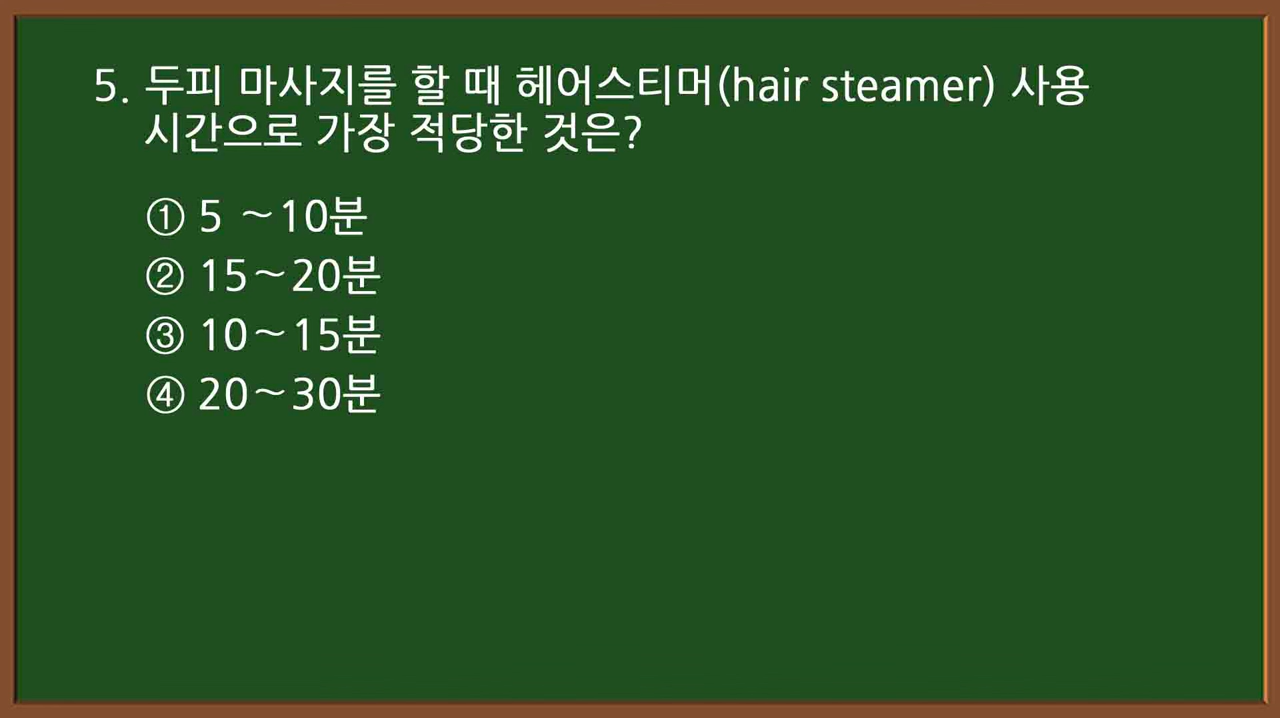 5. 두피 마사지를 할 때 헤어스티머(hair steamer) 사용
시간으로 가장 적당한 것은?
① 5 ~10분
② 15~20분
③ 10~15분
④ 20~30분